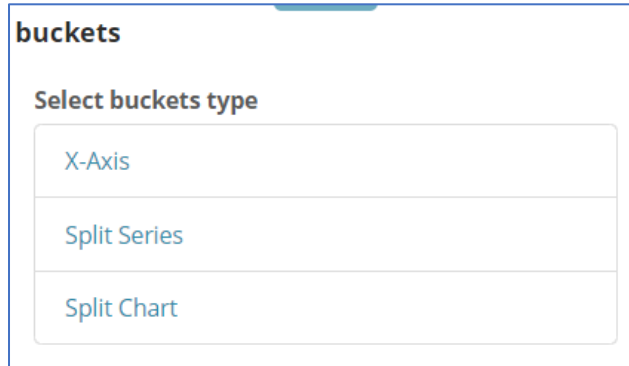 buckets
Select buckets type
X-Axis
Split Series
Split Chart